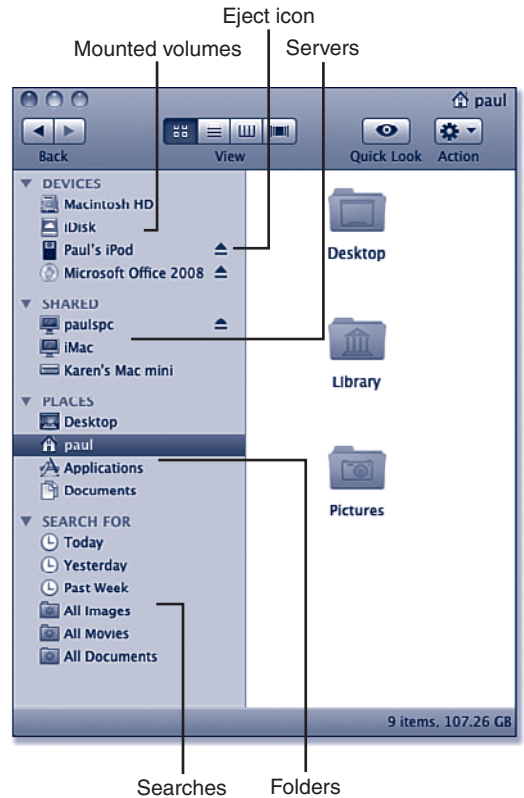 Eject icon
Mounted volumes
Servers
paul
Back
View
Quick Look
Action
DEVICES
Macintosh HD
iDisk
Paul's iPod
Microsoft Office 2008
SHARED
paulspc
iMac
Karen's Mac mini
PLACES
Desktop
paul
Applications
Documents
SEARCH FOR
Today
Yesterday
Past Week
All Images
All Movies
All Documents
Desktop
Library
Pictures
9 items, 107.26 GB
Searches
Folders